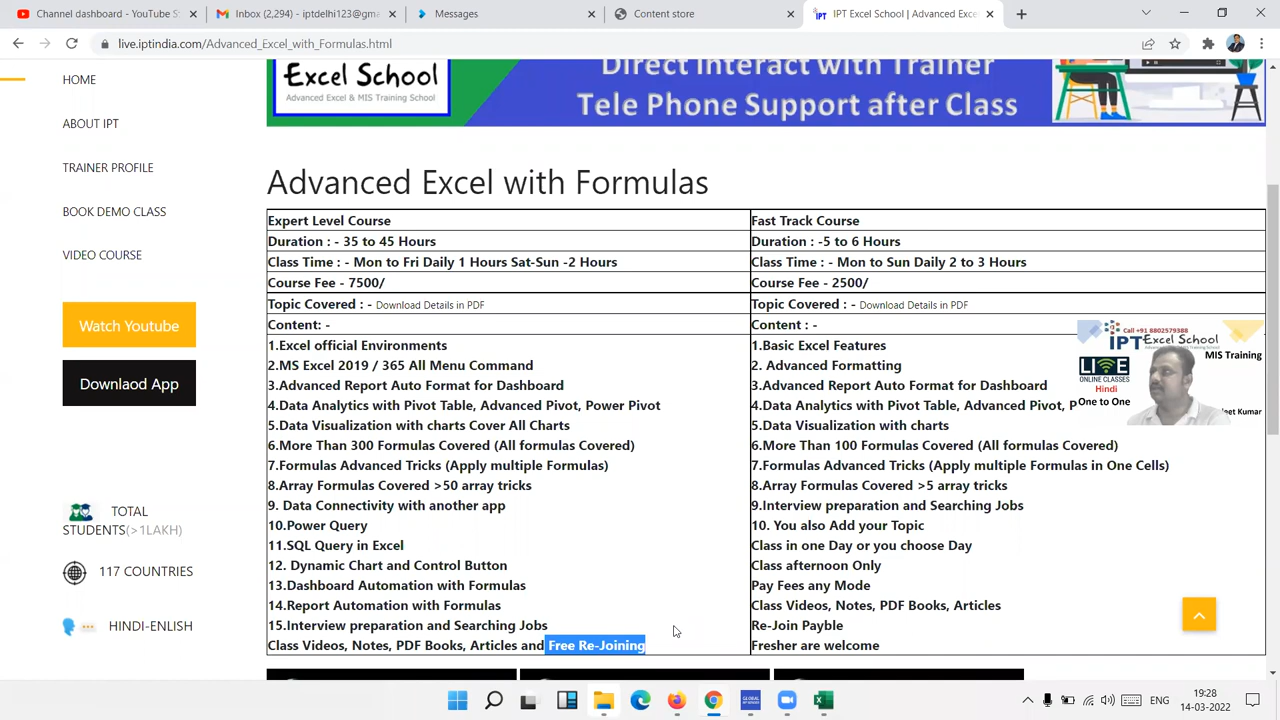 Channel dashboard - YouTube S
Inbox (2,294) - iptdelhi123@gm
Messages
Content store
IPT Excel School | Advanced Exce
live.iptindia.com/Advanced_Excel_with_Formulas.html
HOME
ABOUT IPT
TRAINER PROFILE
BOOK DEMO CLASS
VIDEO COURSE
Watch Youtube
Downlaod App
TOTAL
STUDENTS(>1LAKH)
117 COUNTRIES
HINDI-ENLISH
Excel School
Advanced Excel & MIS Training School
Direct Interact with Trainer
Tele Phone Support after Class
Advanced Excel with Formulas
Expert Level Course
Duration : - 35 to 45 Hours
Class Time : - Mon to Fri Daily 1 Hours Sat-Sun -2 Hours
Course Fee - 7500/
Topic Covered : - Download Details in PDF
Content: -
1.Excel official Environments
2.MS Excel 2019 / 365 All Menu Command
3.Advanced Report Auto Format for Dashboard
4.Data Analytics with Pivot Table, Advanced Pivot, Power Pivot
5.Data Visualization with charts Cover All Charts
6.More Than 300 Formulas Covered (All formulas Covered)
7.Formulas Advanced Tricks (Apply multiple Formulas)
8.Array Formulas Covered >50 array tricks
9. Data Connectivity with another app
10.Power Query
11.SQL Query in Excel
12. Dynamic Chart and Control Button
13.Dashboard Automation with Formulas
14.Report Automation with Formulas
15.Interview preparation and Searching Jobs
Class Videos, Notes, PDF Books, Articles and Free Re-Joining
Fast Track Course
Duration : -5 to 6 Hours
Class Time : - Mon to Sun Daily 2 to 3 Hours
Course Fee - 2500/
Topic Covered : - Download Details in PDF
Content : -
1.Basic Excel Features
2. Advanced Formatting
3.Advanced Report Auto Format for Dashboard
4.Data Analytics with Pivot Table, Advanced Pivot, P
5.Data Visualization with charts
6.More Than 100 Formulas Covered (All formulas Covered)
7.Formulas Advanced Tricks (Apply multiple Formulas in One Cells)
8.Array Formulas Covered >5 array tricks
9.Interview preparation and Searching Jobs
10. You also Add your Topic
Class in one Day or you choose Day
Class afternoon Only
Pay Fees any Mode
Class Videos, Notes, PDF Books, Articles
Re-Join Payble
Fresher are welcome
Call +91 8802579388
IPT Excel School
MIS Training
LIVE
ONLINE CLASSES
Hindi
One to One
eet Kumar
ENG
19:28
14-03-2022